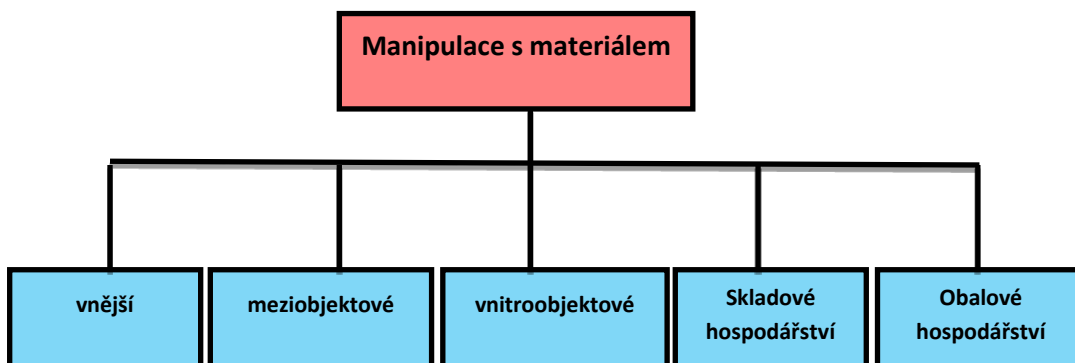 Manipulace s materiálem
vnější
meziobjektové
vnitroobjektové
Skladové
hospodářství
Obalové
hospodářství